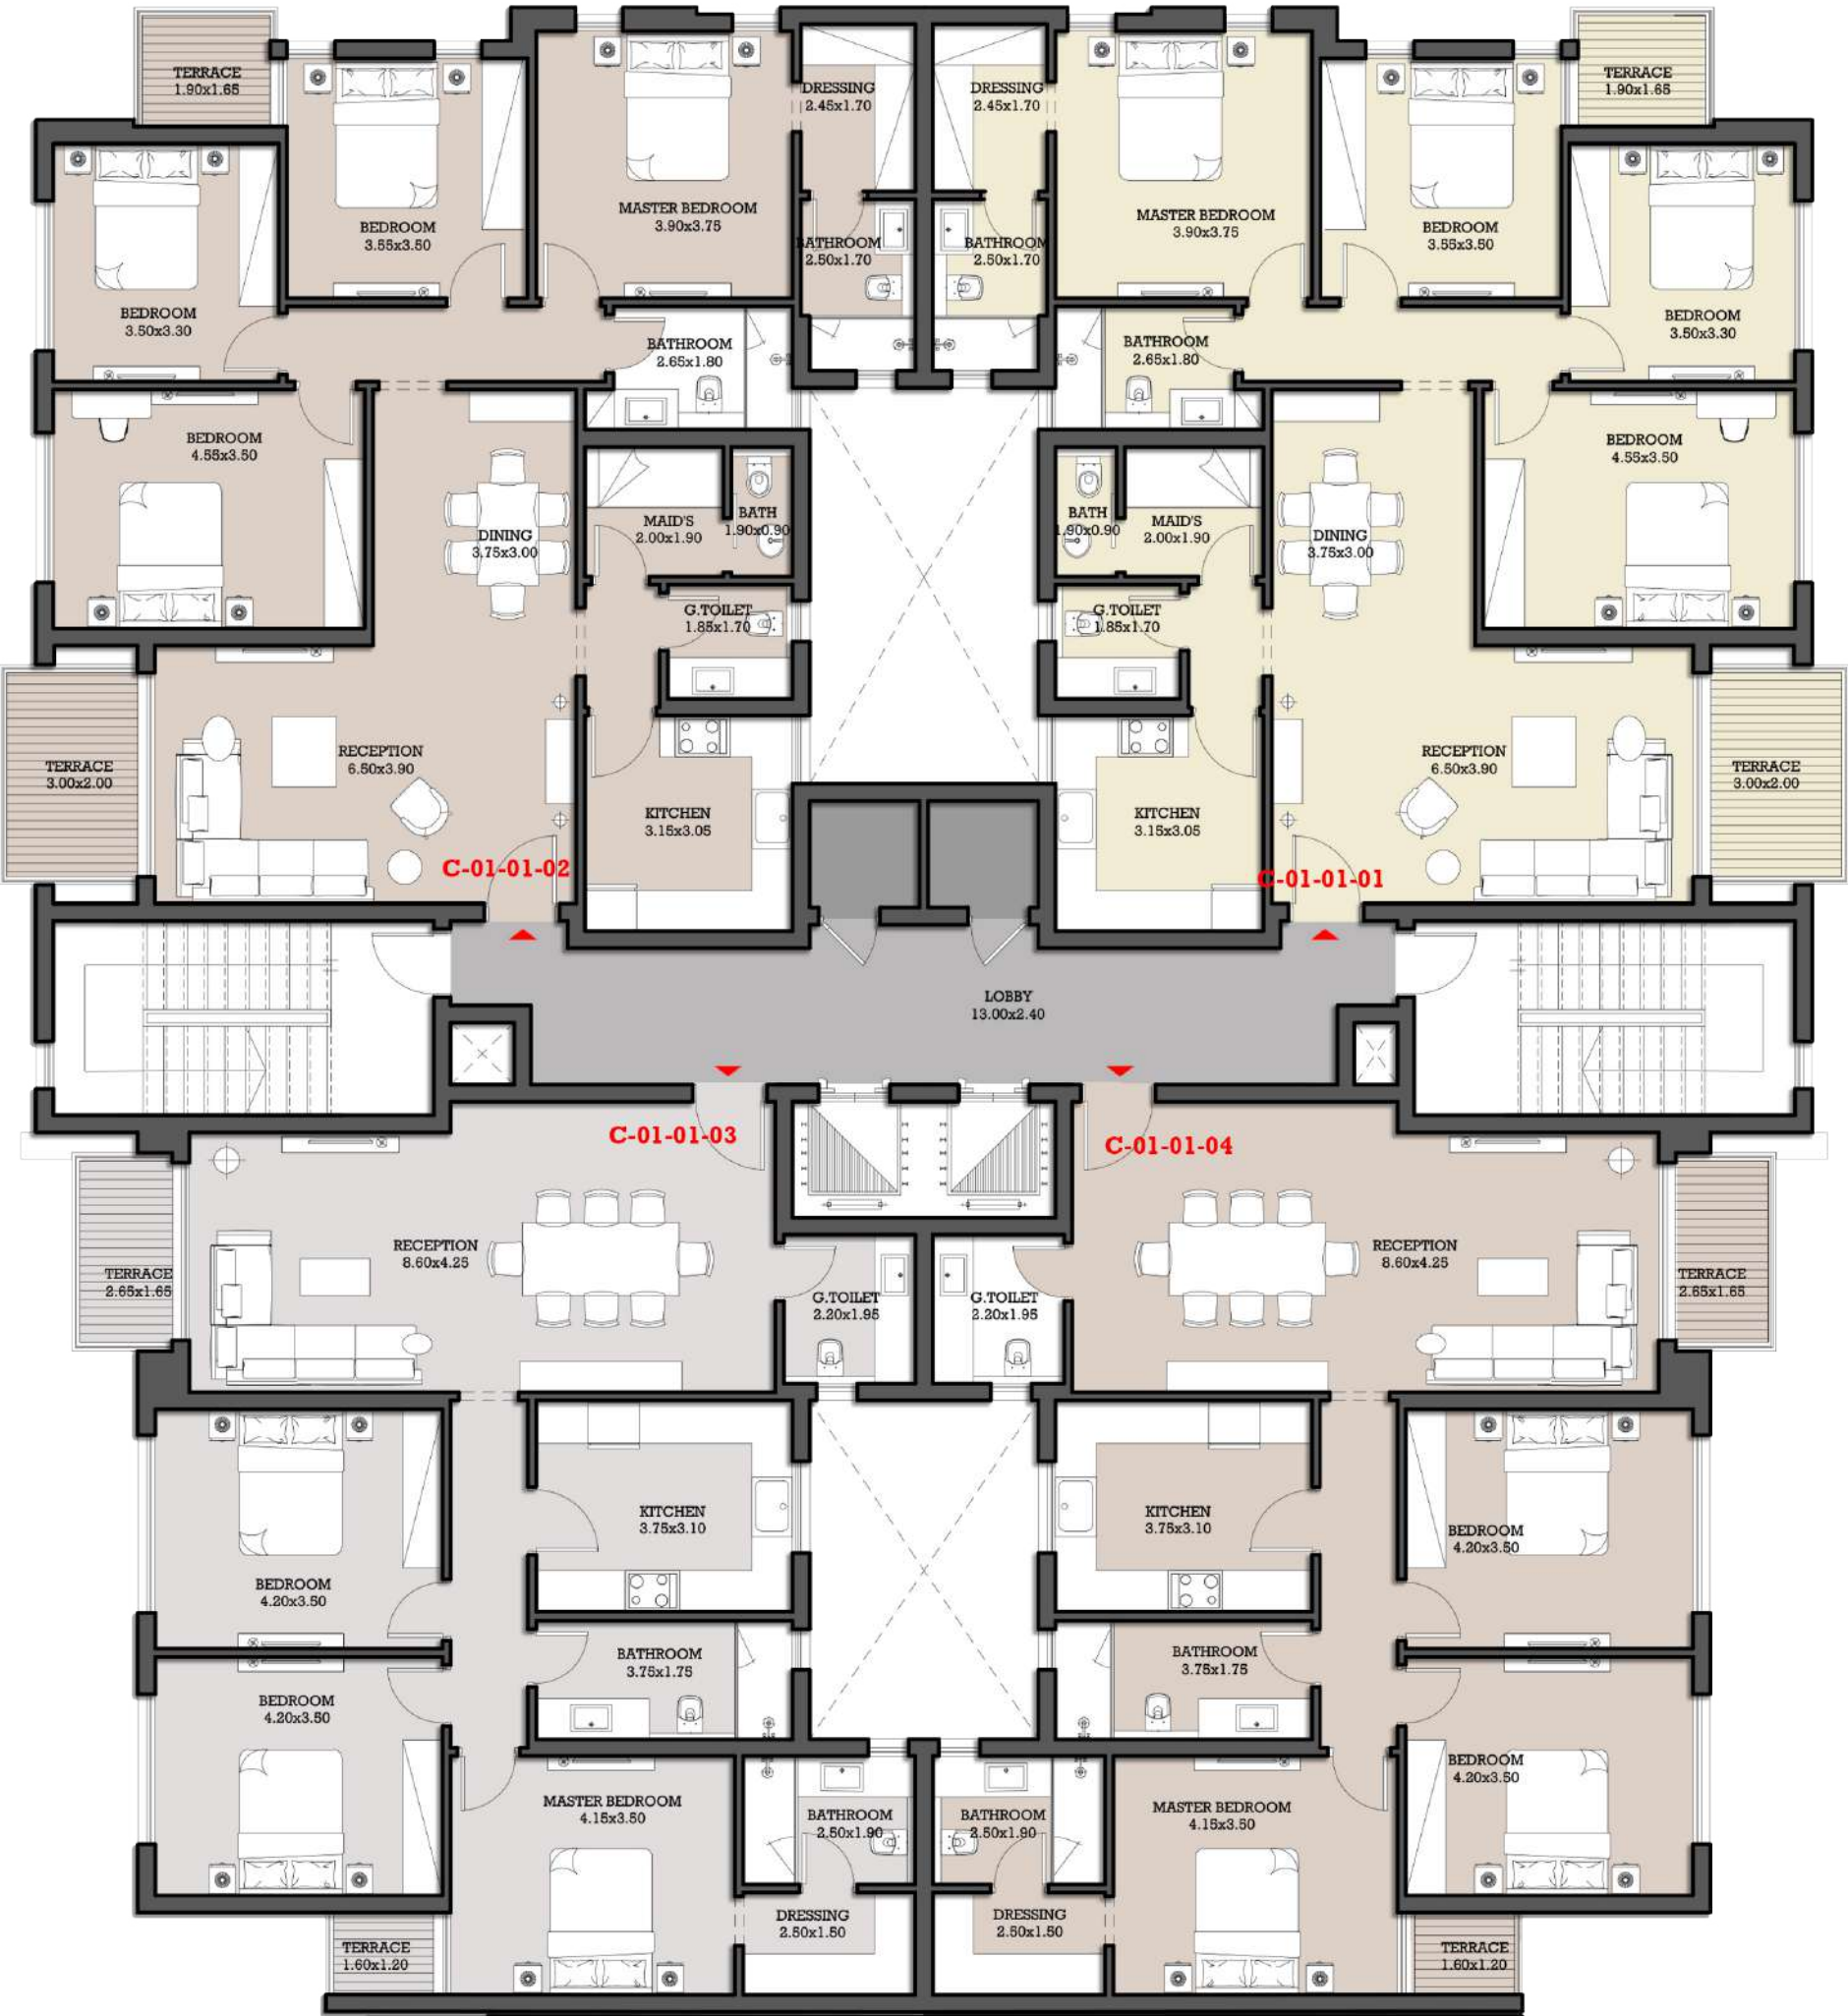 TERRACE
1.90x1.65
BEDROOM
3.55x3.50
MASTER BEDROOM
3.90x3.75
DRESSING
2.45x1.70
BATHROOM
2.50x1.70
BEDROOM
3.50x3.30
BATHROOM
2.65x1.80
BEDROOM
4.55x3.50
DINING
3.75x3.00
MAID'S
2.00x1.90
BATH
1.90x0.90
G.TOILET
1.85x1.70
RECEPTION
6.50x3.90
TERRACE
3.00x2.00
KITCHEN
3.15x3.05
C-01-01-02
DRESSING
2.45x1.70
MASTER BEDROOM
3.90x3.75
BATHROOM
2.50x1.70
BEDROOM
3.55x3.50
TERRACE
1.90x1.65
BEDROOM
3.50x3.30
BATHROOM
2.65x1.80
BEDROOM
4.55x3.50
BATH
1.90x0.90
MAID'S
2.00x1.90
DINING
3.75x3.00
G.TOILET
1.85x1.70
RECEPTION
6.50x3.90
TERRACE
3.00x2.00
KITCHEN
3.15x3.05
C-01-01-01
LOBBY
13.00x2.40
C-01-01-03
RECEPTION
8.60x4.25
TERRACE
2.65x1.65
G.TOILET
2.20x1.95
KITCHEN
3.75x3.10
BEDROOM
4.20x3.50
BATHROOM
3.75x1.75
BEDROOM
4.20x3.50
MASTER BEDROOM
4.15x3.50
BATHROOM
2.50x1.90
DRESSING
2.50x1.50
TERRACE
1.60x1.20
C-01-01-04
RECEPTION
8.60x4.25
TERRACE
2.65x1.65
G.TOILET
2.20x1.95
KITCHEN
3.75x3.10
BEDROOM
4.20x3.50
BATHROOM
3.75x1.75
BEDROOM
4.20x3.50
BATHROOM
2.50x1.90
MASTER BEDROOM
4.15x3.50
DRESSING
2.50x1.50
TERRACE
1.60x1.20